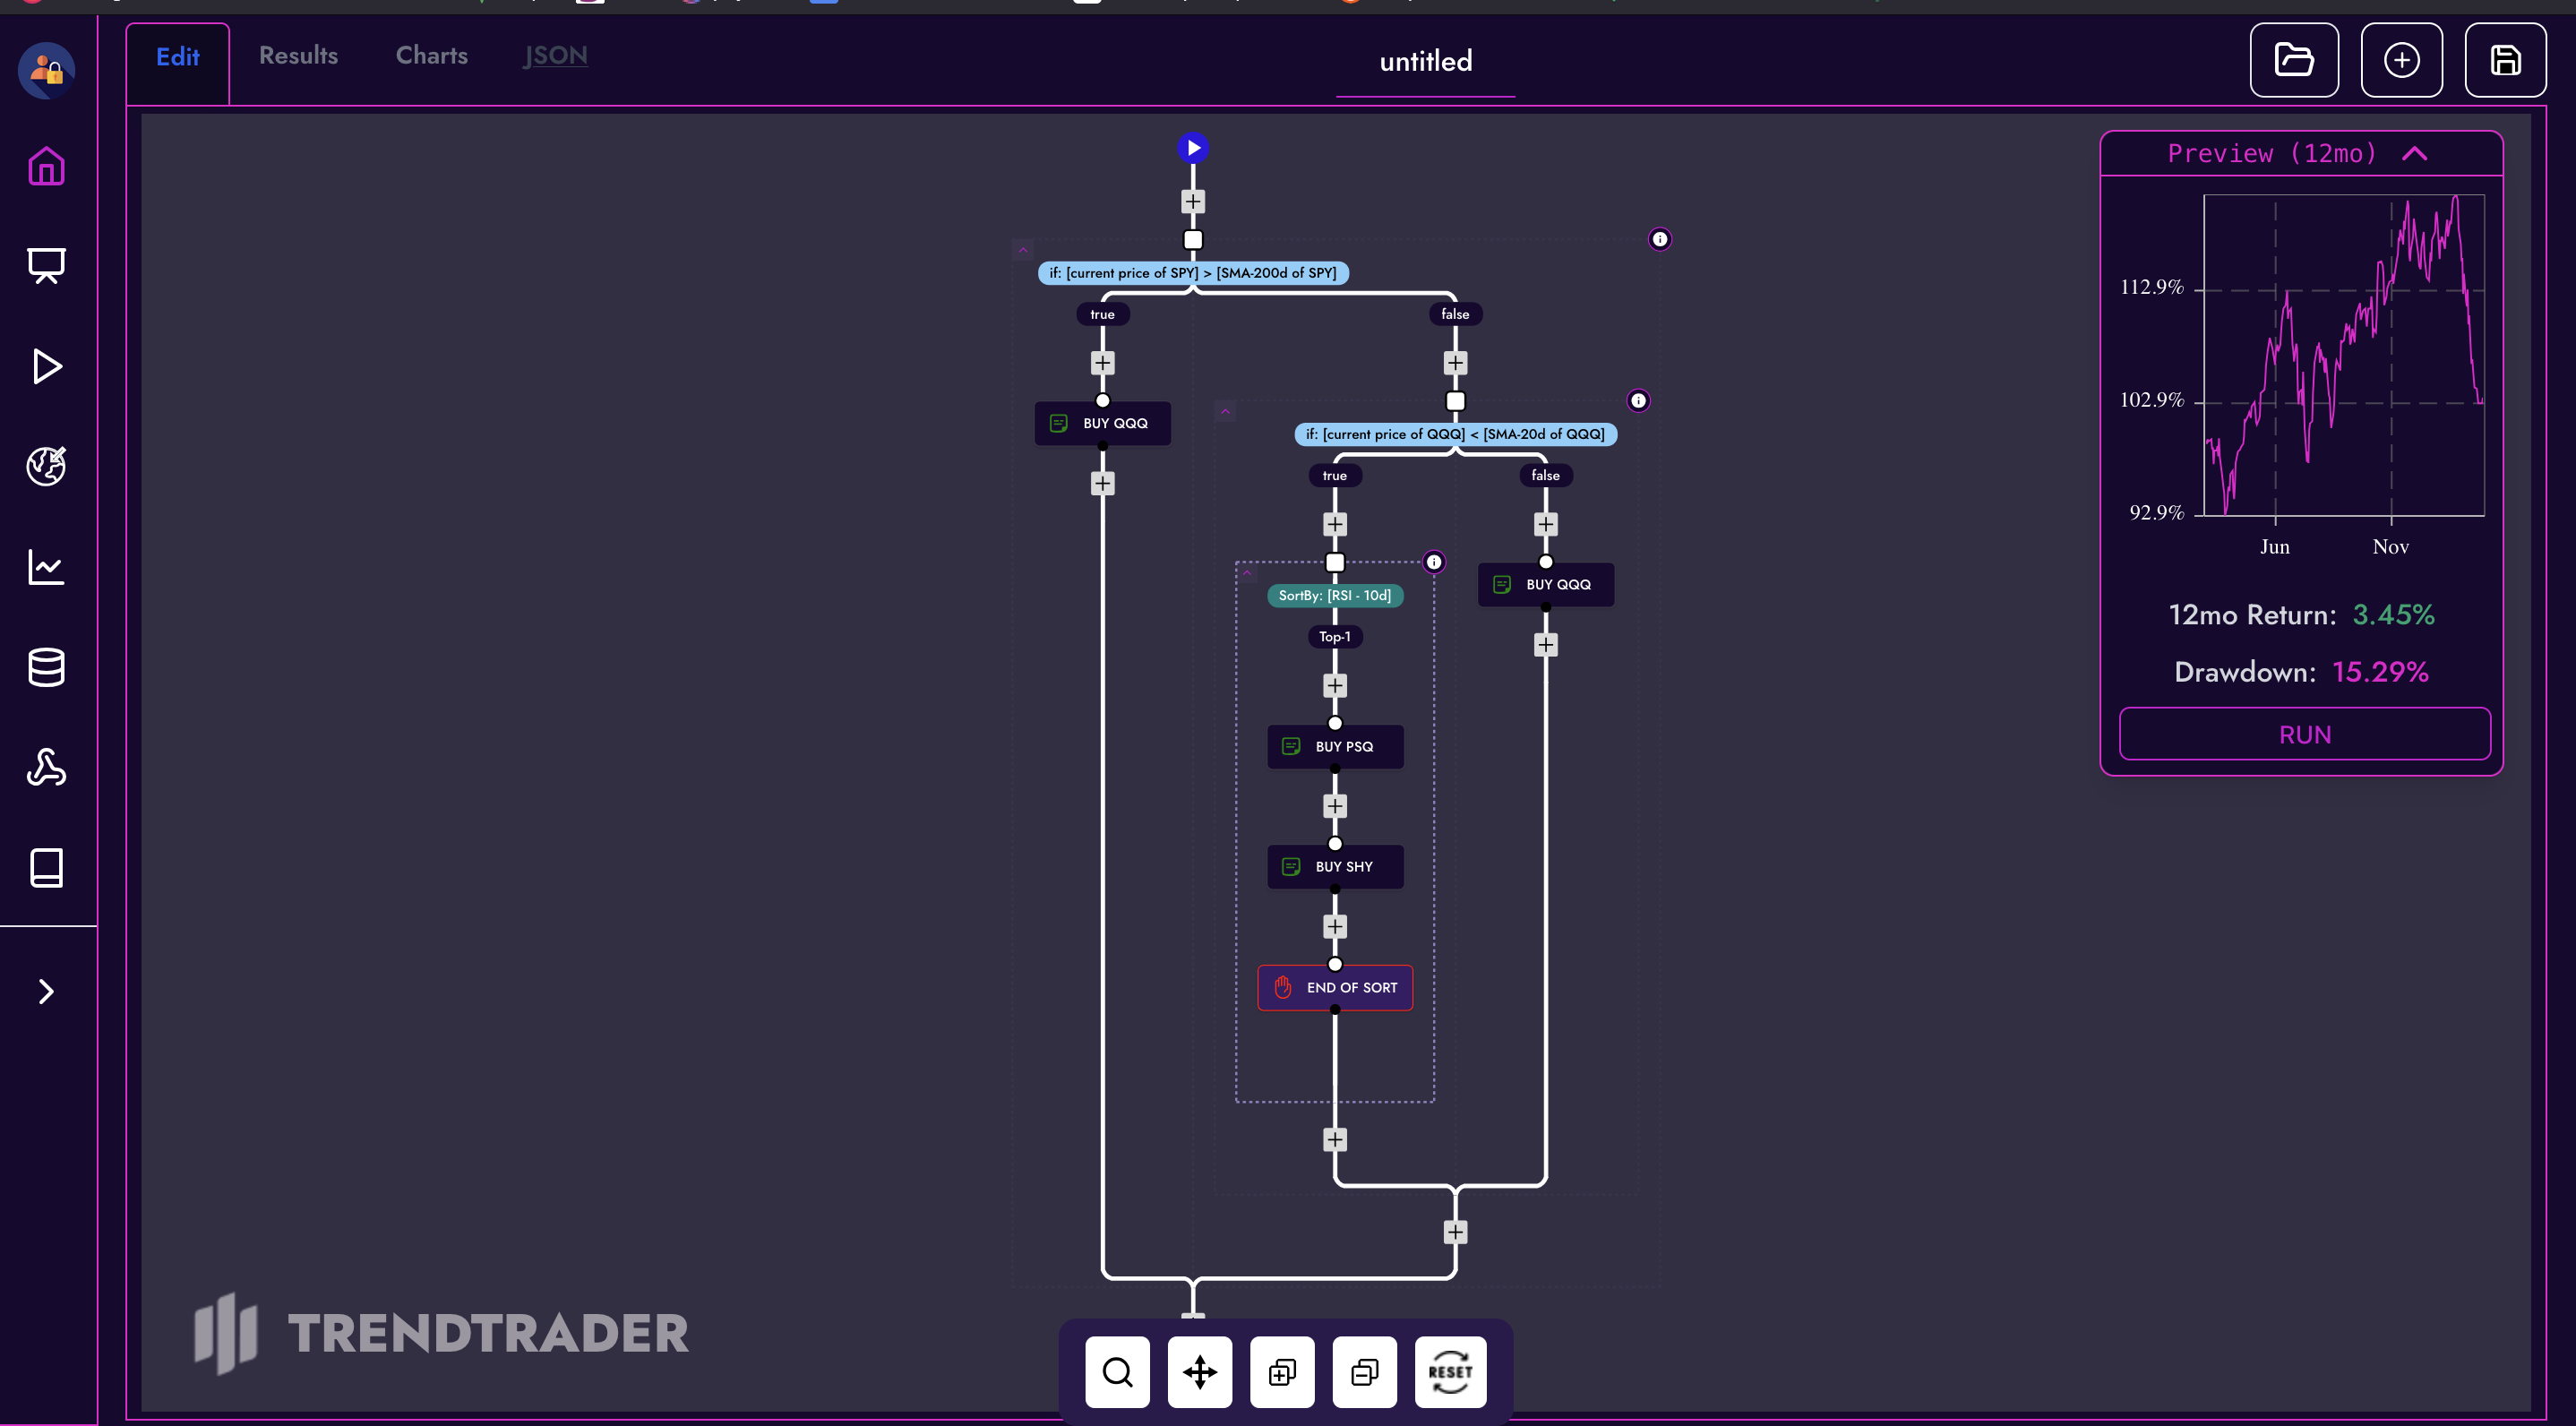 Edit
Results
Charts
JSON
untitled
Preview (12mo)
112.9%
102.9%
92.9%
Jun
Nov
12mo Return: 3.45%
Drawdown: 15.29%
RUN
if: [current price of SPY] > [SMA-200d of SPY]
true
false
BUY QQQ
if: [current price of QQQ] < [SMA-20d of QQQ]
true
false
SortBy: [RSI - 10d]
BUY QQQ
Top-1
BUY PSQ
BUY SHY
END OF SORT
TRENDTRADER
RESET